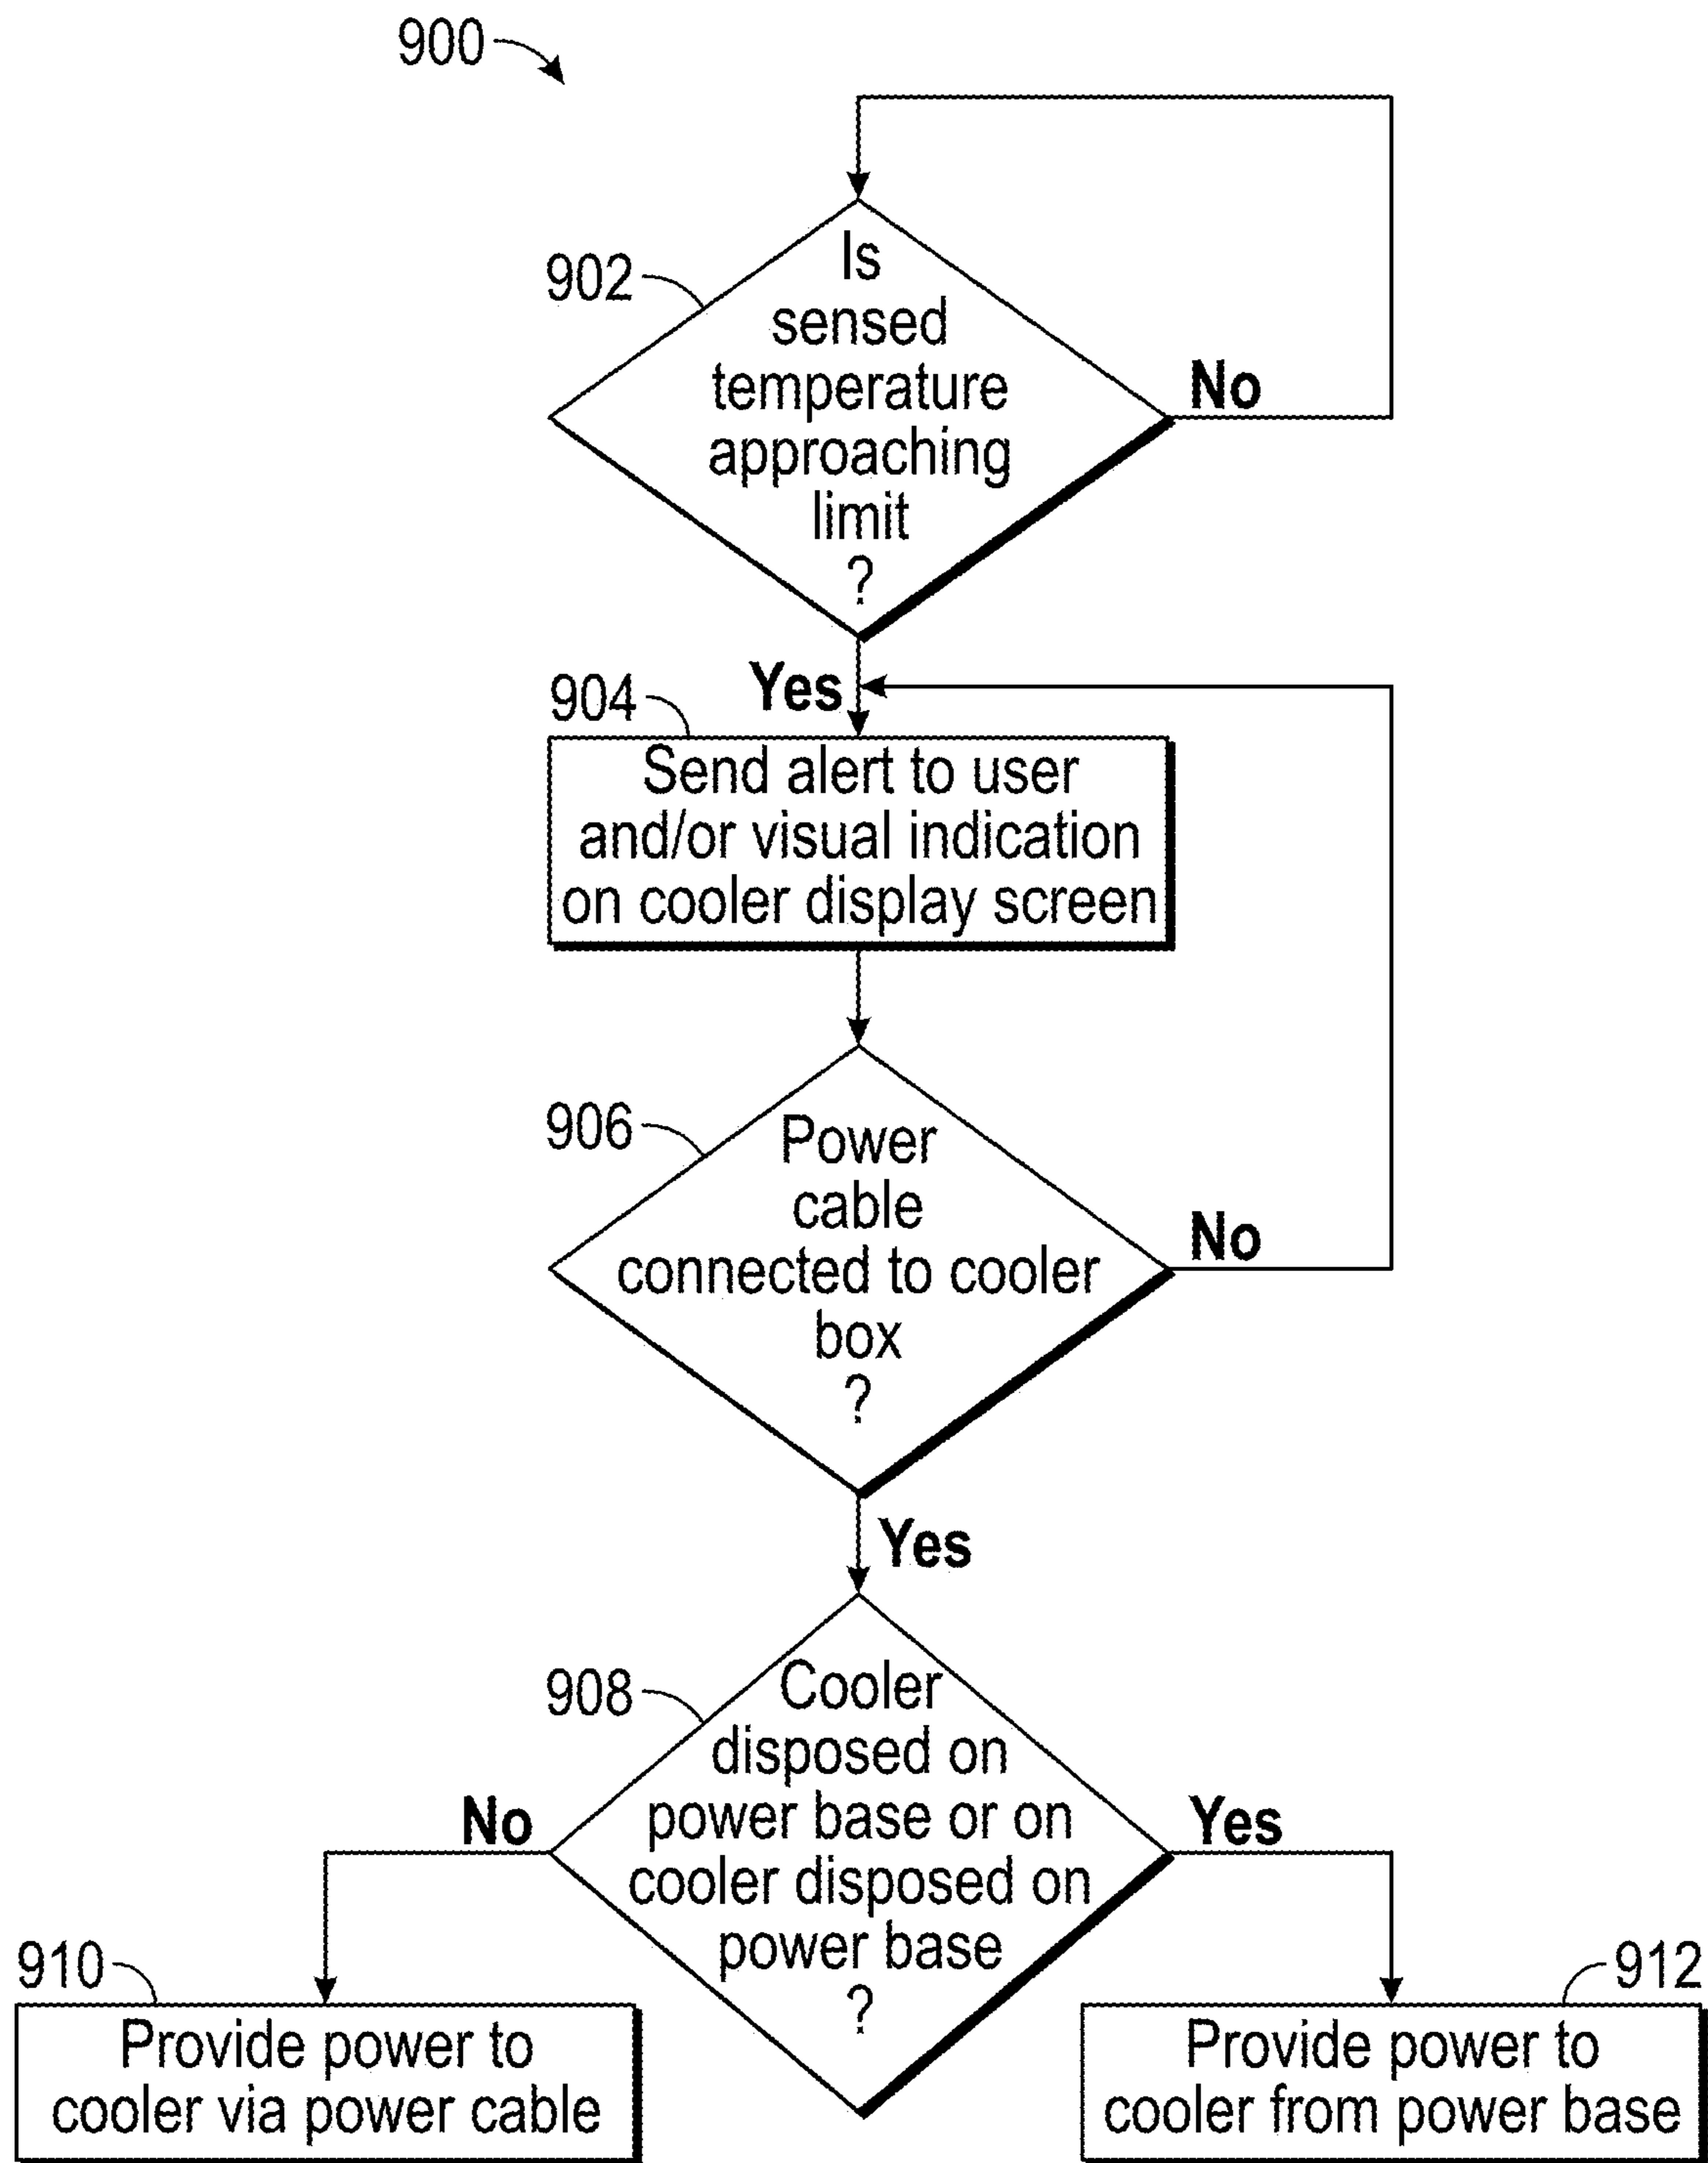 900
902
Is
sensed
temperature
approaching
limit
?
No
Yes
904
Send alert to user
and/or visual indication
on cooler display screen
906
Power
cable
connected to cooler
box
?
No
Yes
908
Cooler
disposed on
power base or on
cooler disposed on
power base
?
No
Yes
910
Provide power to
cooler via power cable
912
Provide power to
cooler from power base